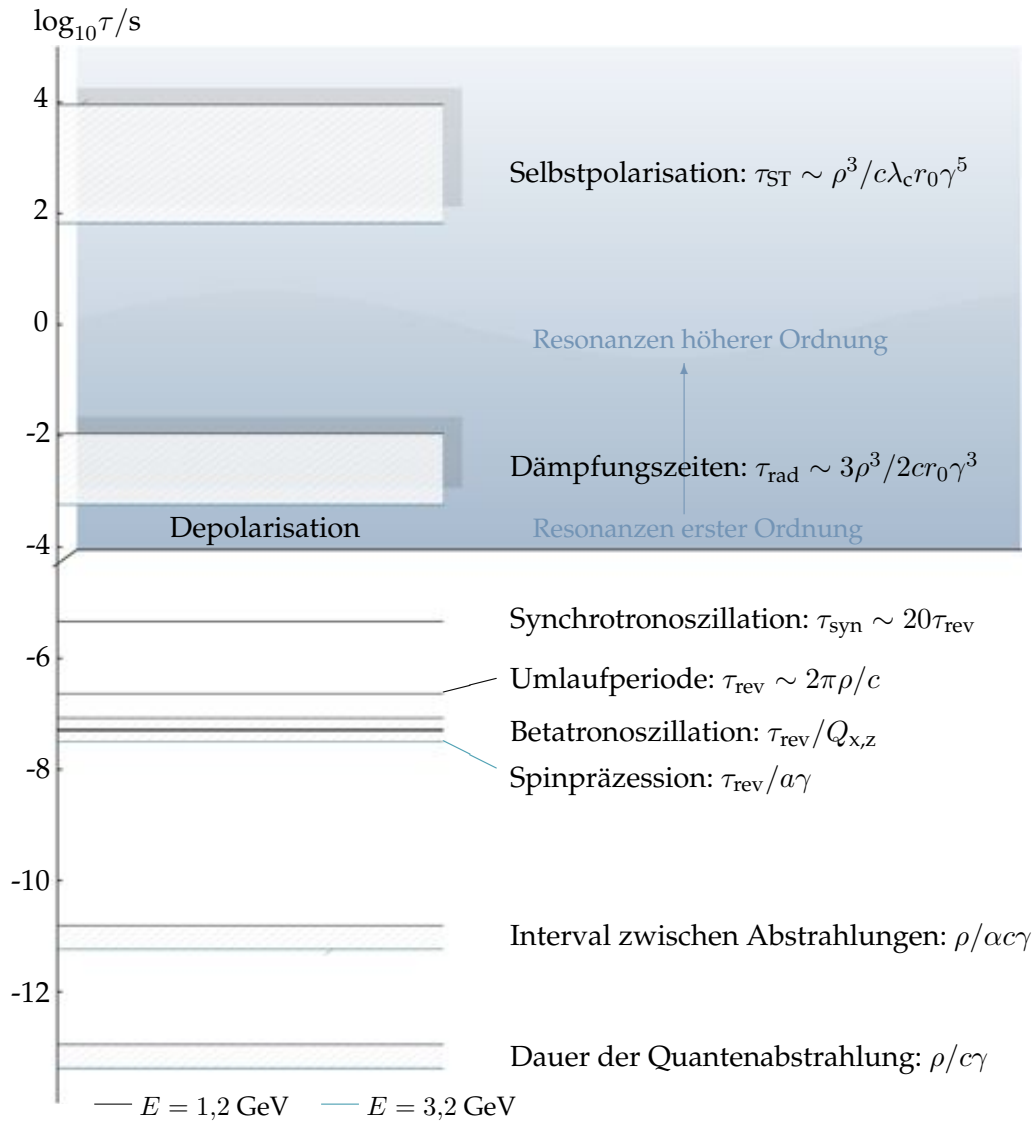 log₁₀τ/s
4
Selbstpolarisation: τ_ST ∼ ρ³/cλ_c r₀γ⁵
2
0
Resonanzen höherer Ordnung
-2
Dämpfungszeiten: τ_rad ∼ 3ρ³/2cr₀γ³
Depolarisation
Resonanzen erster Ordnung
-4
Synchrotronoszillation: τ_syn ∼ 20τ_rev
-6
Umlaufperiode: τ_rev ∼ 2πρ/c
Betatronoszillation: τ_rev/Q_x,z
-8
Spinpräzession: τ_rev/aγ
-10
Interval zwischen Abstrahlungen: ρ/αcγ
-12
Dauer der Quantenabstrahlung: ρ/cγ
E = 1,2 GeV
E = 3,2 GeV